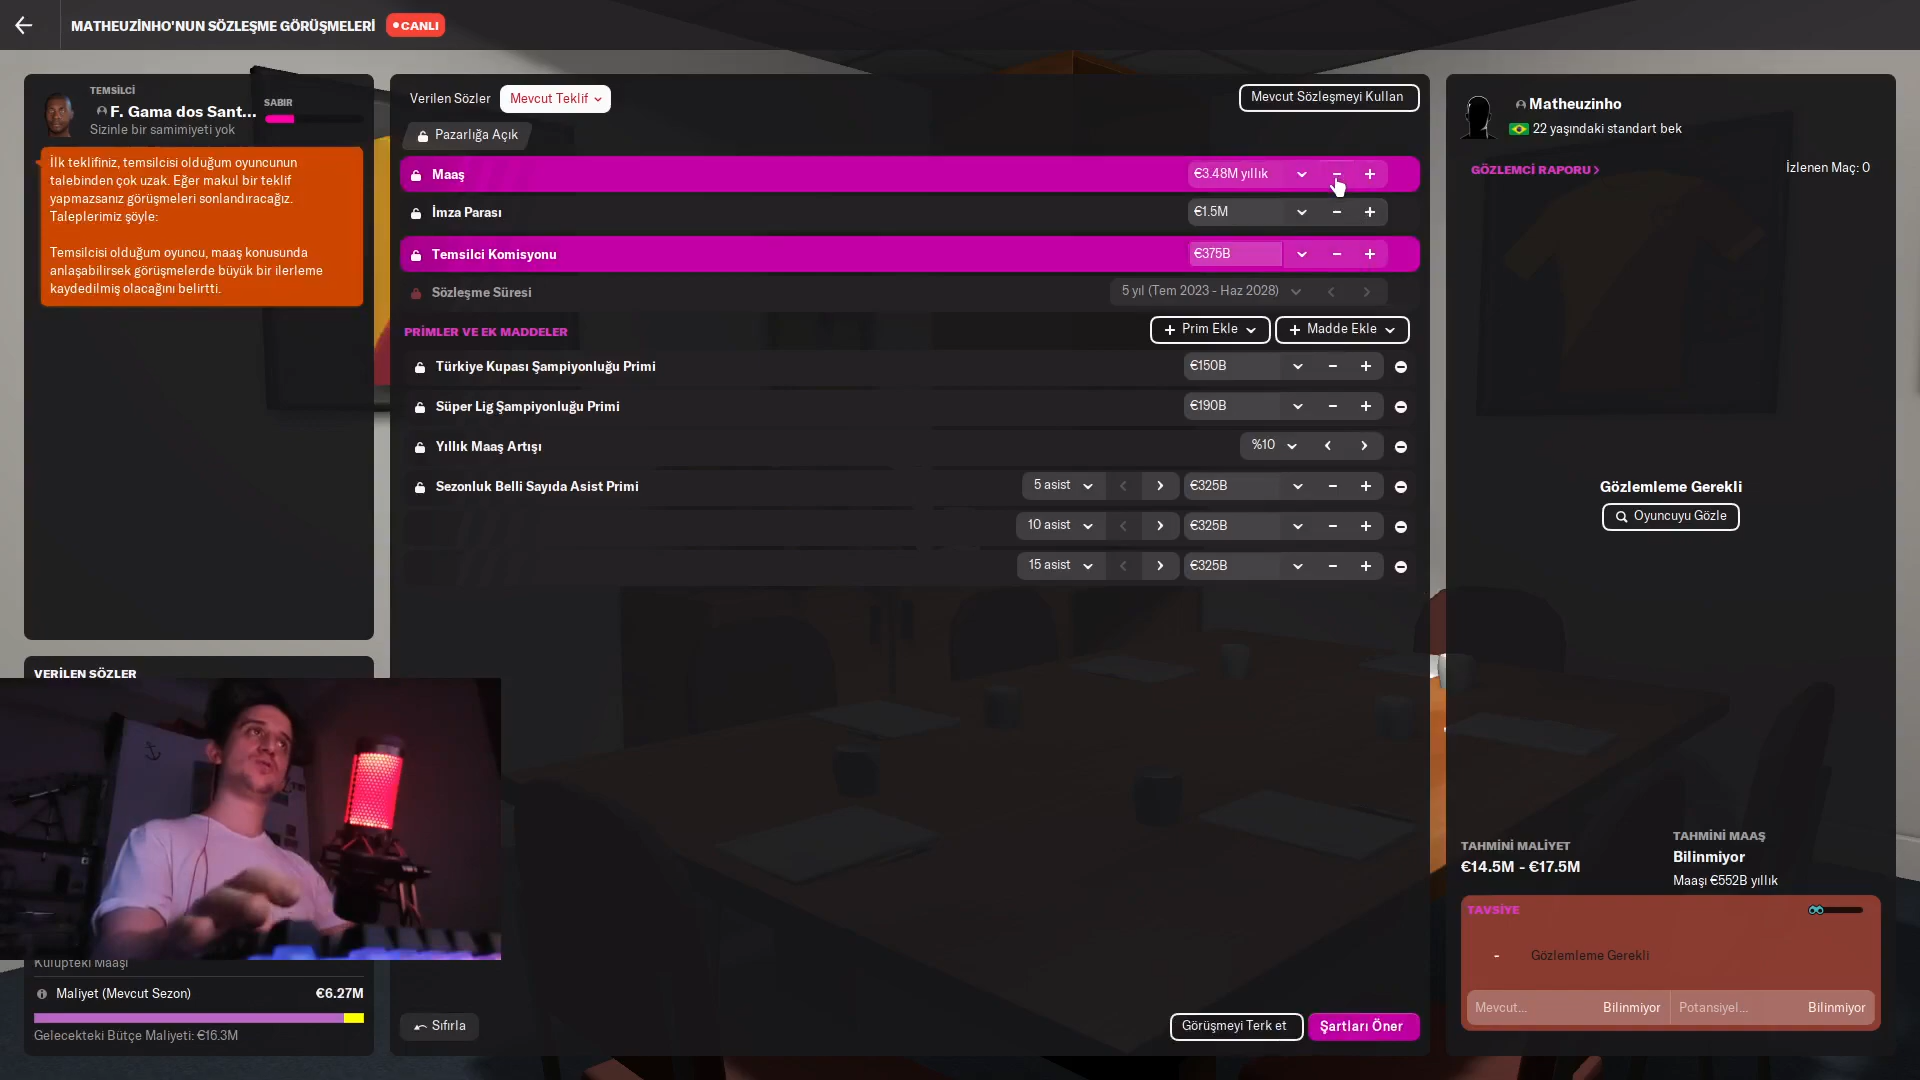 MATHEUZİNHO'NUN SÖZLEŞME GÖRÜŞMELERİ
CANLI
TEMSİLCİ
F. Gama dos Sant...
Sizinle bir samimiyeti yok
SABIR
İlk teklifiniz, temsilcisi olduğum oyuncunun
talebinden çok uzak. Eğer makul bir teklif
yapmazsanız görüşmeleri sonlandıracağız.
Taleplerimiz şöyle:
Temsilcisi olduğum oyuncu, maaş konusunda
anlaşabilirsek görüşmelerde büyük bir ilerleme
kaydedilmiş olacağını belirtti.
VERİLEN SÖZLER
Kulüpteki Maaşı
Maliyet (Mevcut Sezon) €6.27M
Gelecekteki Bütçe Maliyeti: €16.3M
Verilen Sözler Mevcut Teklif
Mevcut Sözleşmeyi Kullan
Pazarlığa Açık
Maaş €3.48M yıllık
İmza Parası €1.5M
Temsilci Komisyonu €375B
Sözleşme Süresi 5 yıl (Tem 2023 - Haz 2028)
PRİMLER VE EK MADDELER
+ Prim Ekle
+ Madde Ekle
Türkiye Kupası Şampiyonluğu Primi €150B
Süper Lig Şampiyonluğu Primi €190B
Yıllık Maaş Artışı %10
Sezonluk Belli Sayıda Asist Primi 5 asist €325B
10 asist €325B
15 asist €325B
Sıfırla
Görüşmeyi Terk et
Şartları Öner
Matheuzinho
22 yaşındaki standart bek
GÖZLEMCİ RAPORU
İzlenen Maç: 0
Gözlemleme Gerekli
Oyuncuyu Gözle
TAHMİNİ MALİYET
€14.5M - €17.5M
TAHMİNİ MAAŞ
Bilinmiyor
Maaşı €552B yıllık
TAVSİYE
- Gözlemleme Gerekli
Mevcut... Bilinmiyor
Potansiyel... Bilinmiyor